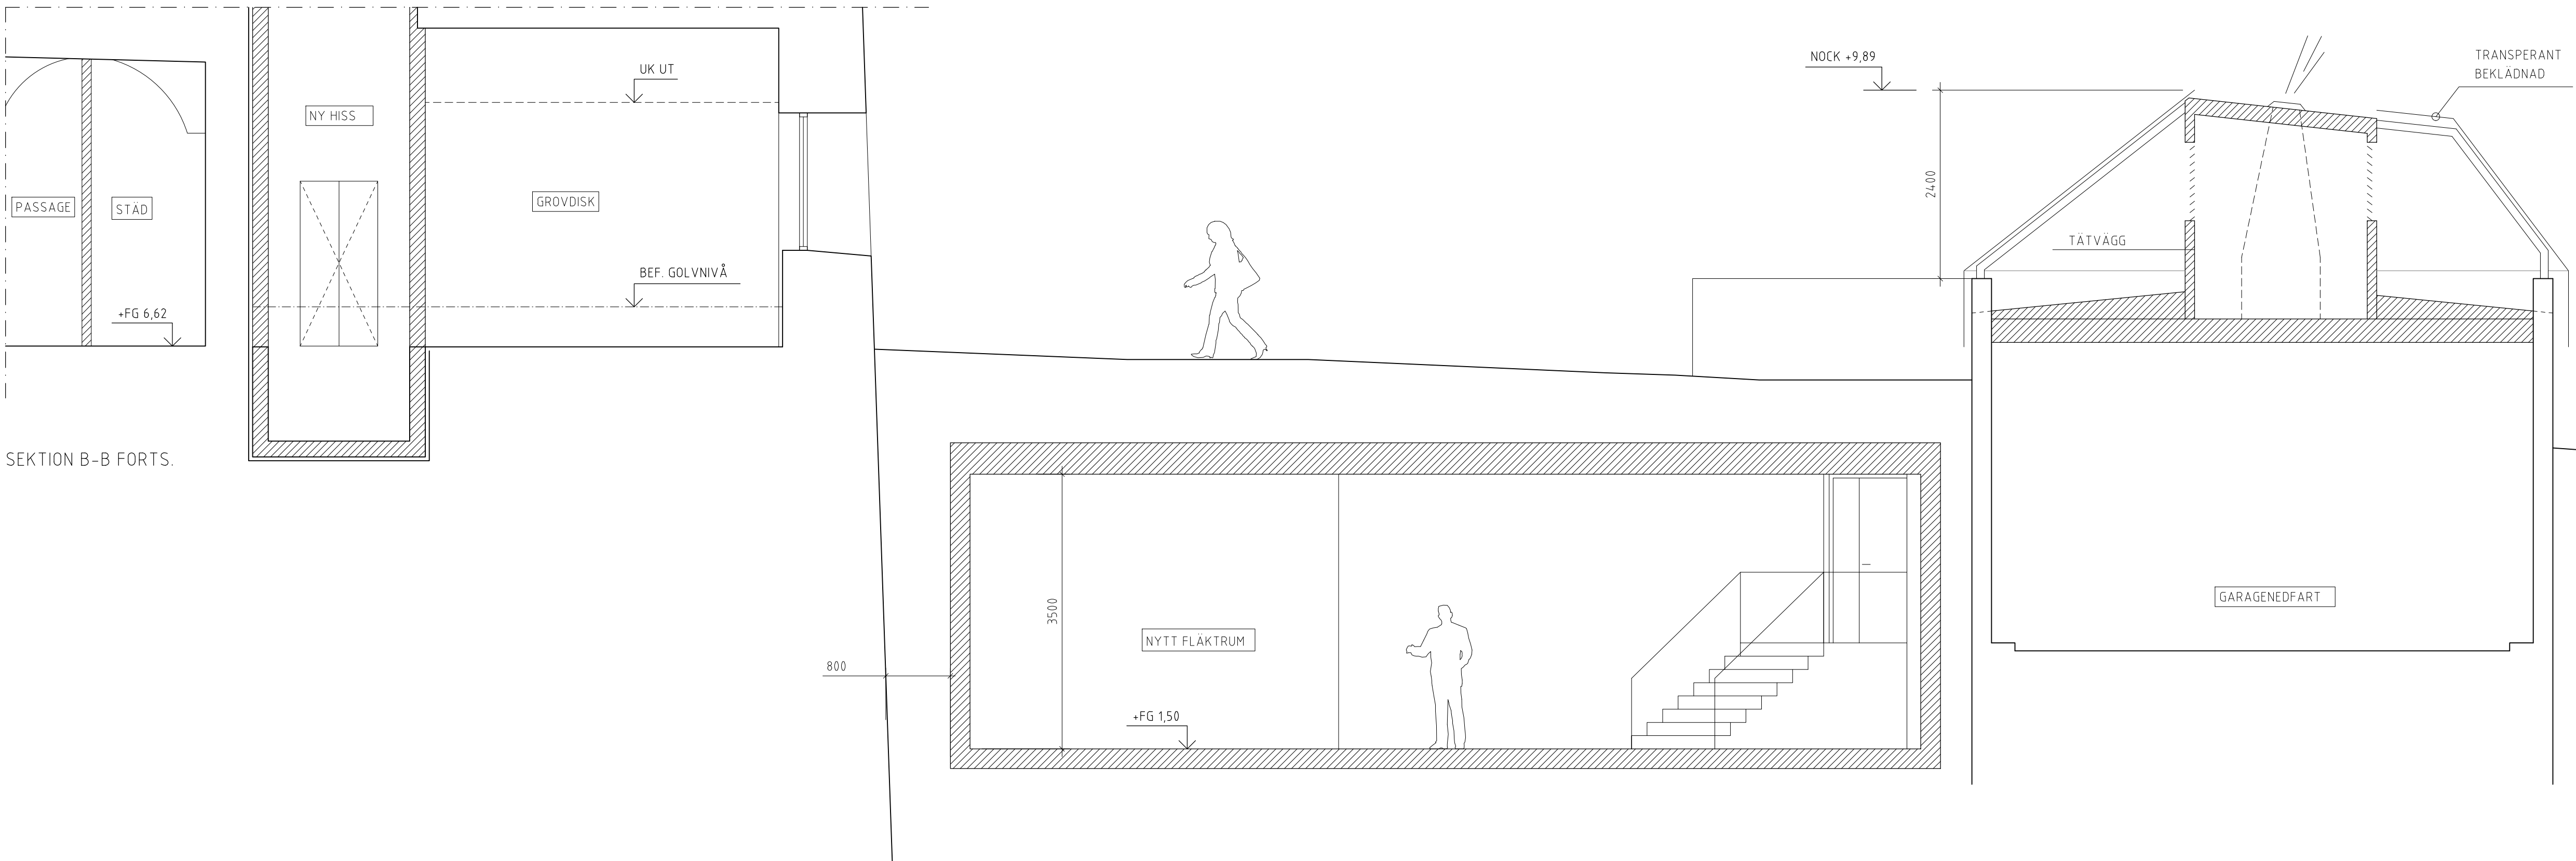 UK UT
NOCK +9,89
TRANSPERANT
BEKLÄDNAD
NY HISS
2400
PASSAGE
STÄD
GROVDISK
TÄTVÄGG
BEF. GOLVNIVÅ
+FG 6,62
SEKTION B-B FORTS.
3500
NYTT FLÄKTRUM
GARAGENEDFART
800
+FG 1,50